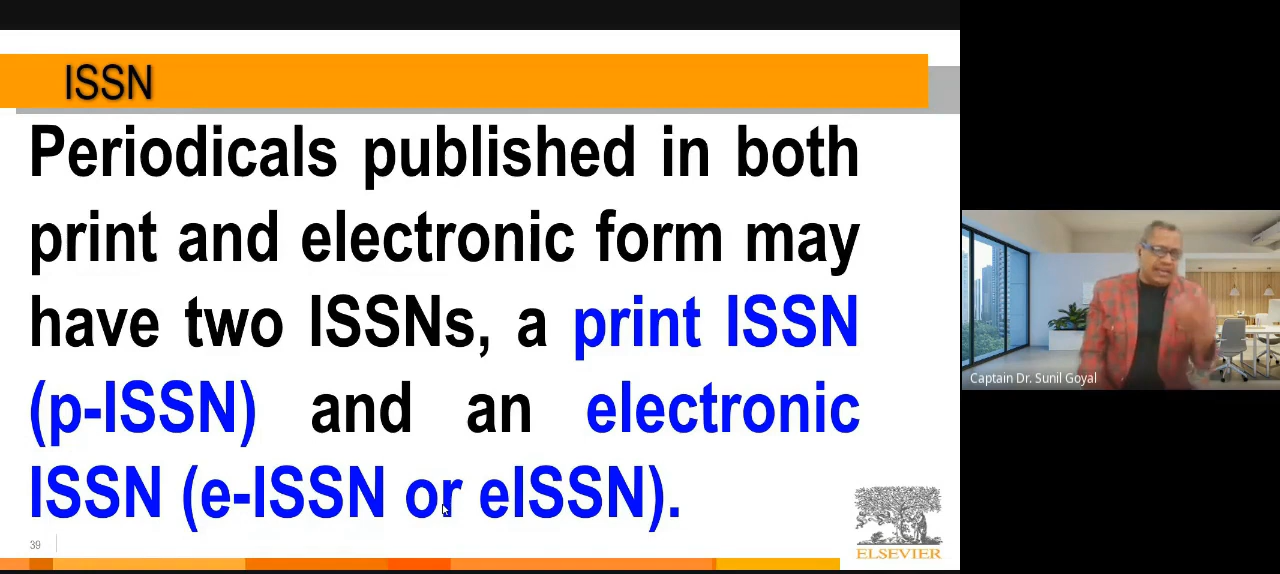 ISSN
Periodicals published in both
print and electronic form may
have two ISSNs, a print ISSN
(p-ISSN) and an electronic
ISSN (e-ISSN or eISSN).
39
ELSEVIER
Captain Dr. Sunil Goyal